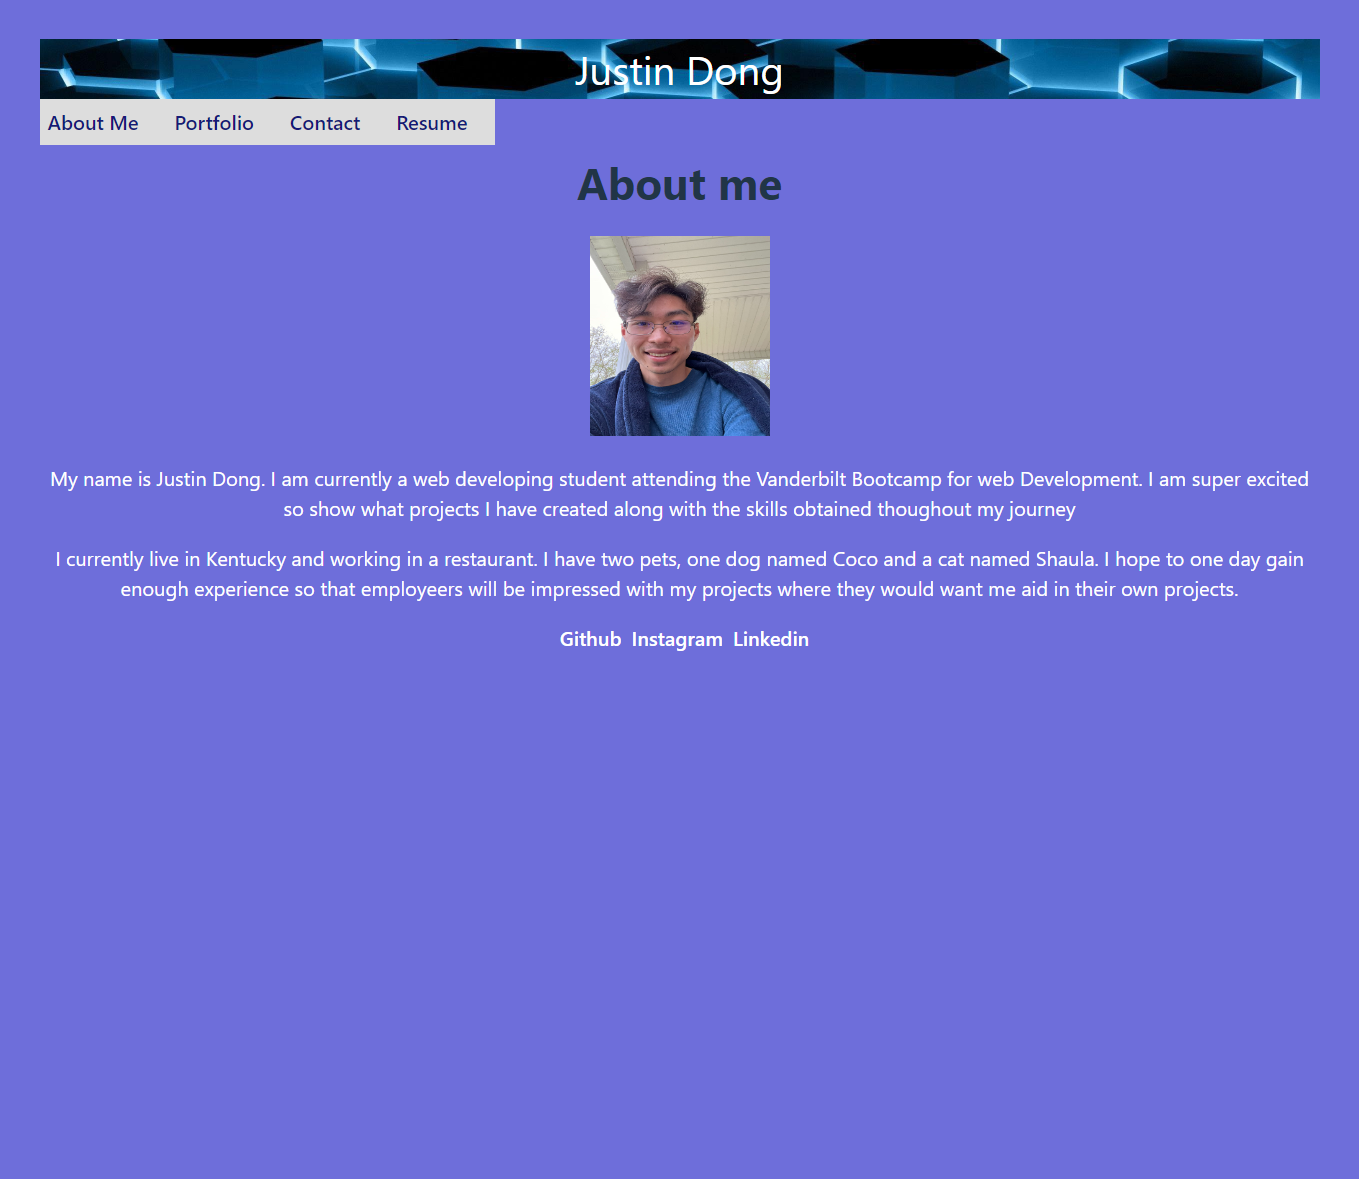 Justin Dong
About Me Portfolio Contact Resume
About me
My name is Justin Dong. I am currently a web developing student attending the Vanderbilt Bootcamp for web Development. I am super excited
so show what projects I have created along with the skills obtained thoughout my journey
I currently live in Kentucky and working in a restaurant. I have two pets, one dog named Coco and a cat named Shaula. I hope to one day gain
enough experience so that employeers will be impressed with my projects where they would want me aid in their own projects.
Github Instagram Linkedin